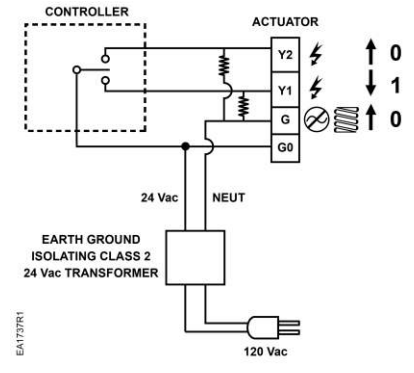 CONTROLLER
ACTUATOR
Y2 0
Y1 1
G 0
G0
24 Vac NEUT
EARTH GROUND
ISOLATING CLASS 2
24 Vac TRANSFORMER
120 Vac
EA1737R1